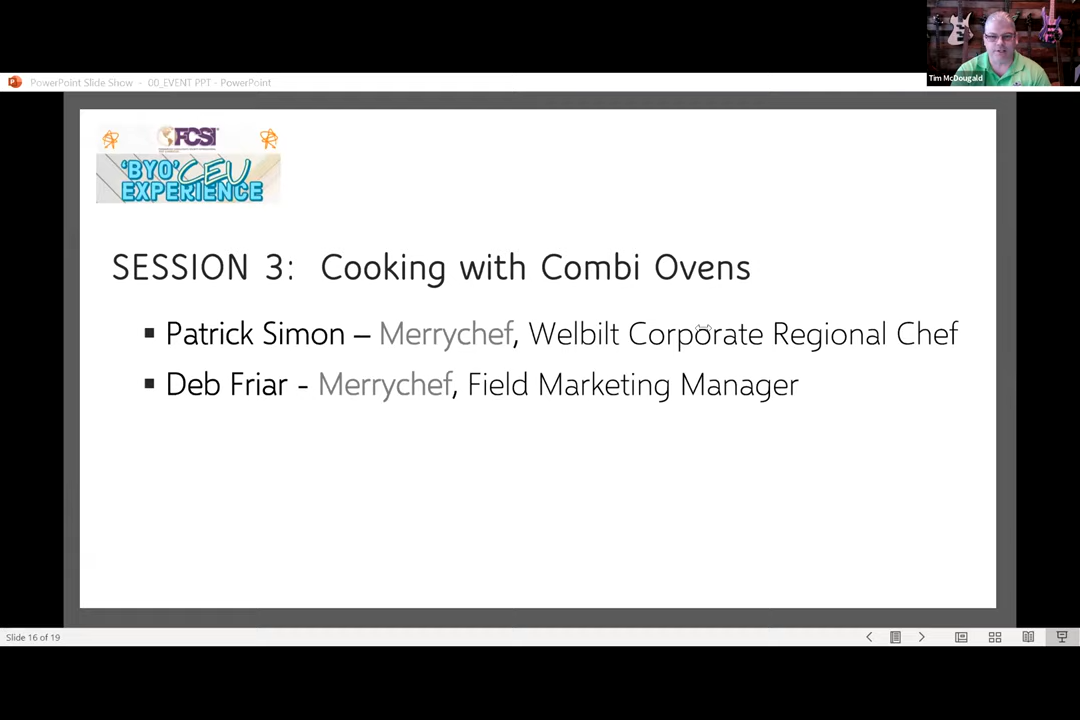 Tim McDougald
PowerPoint Slide Show - 00_EVENT PPT - PowerPoint
FCSI
'BYO' CEU
EXPERIENCE
SESSION 3: Cooking with Combi Ovens
▪ Patrick Simon – Merrychef, Welbilt Corporate Regional Chef
▪ Deb Friar - Merrychef, Field Marketing Manager
Slide 16 of 19